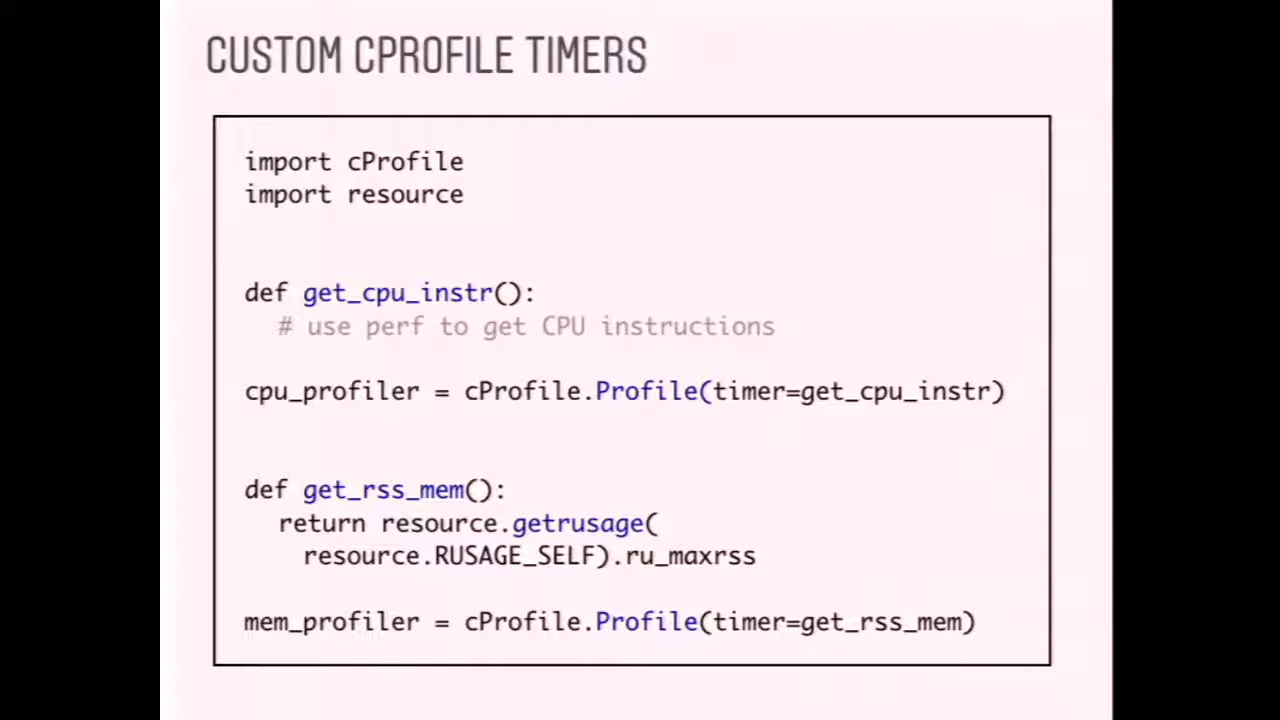 CUSTOM CPROFILE TIMERS
import cProfile
import resource
def get_cpu_instr():
# use perf to get CPU instructions
cpu_profiler = cProfile.Profile(timer=get_cpu_instr)
def get_rss_mem():
return resource.getrusage(
resource.RUSAGE_SELF).ru_maxrss
mem_profiler = cProfile.Profile(timer=get_rss_mem)